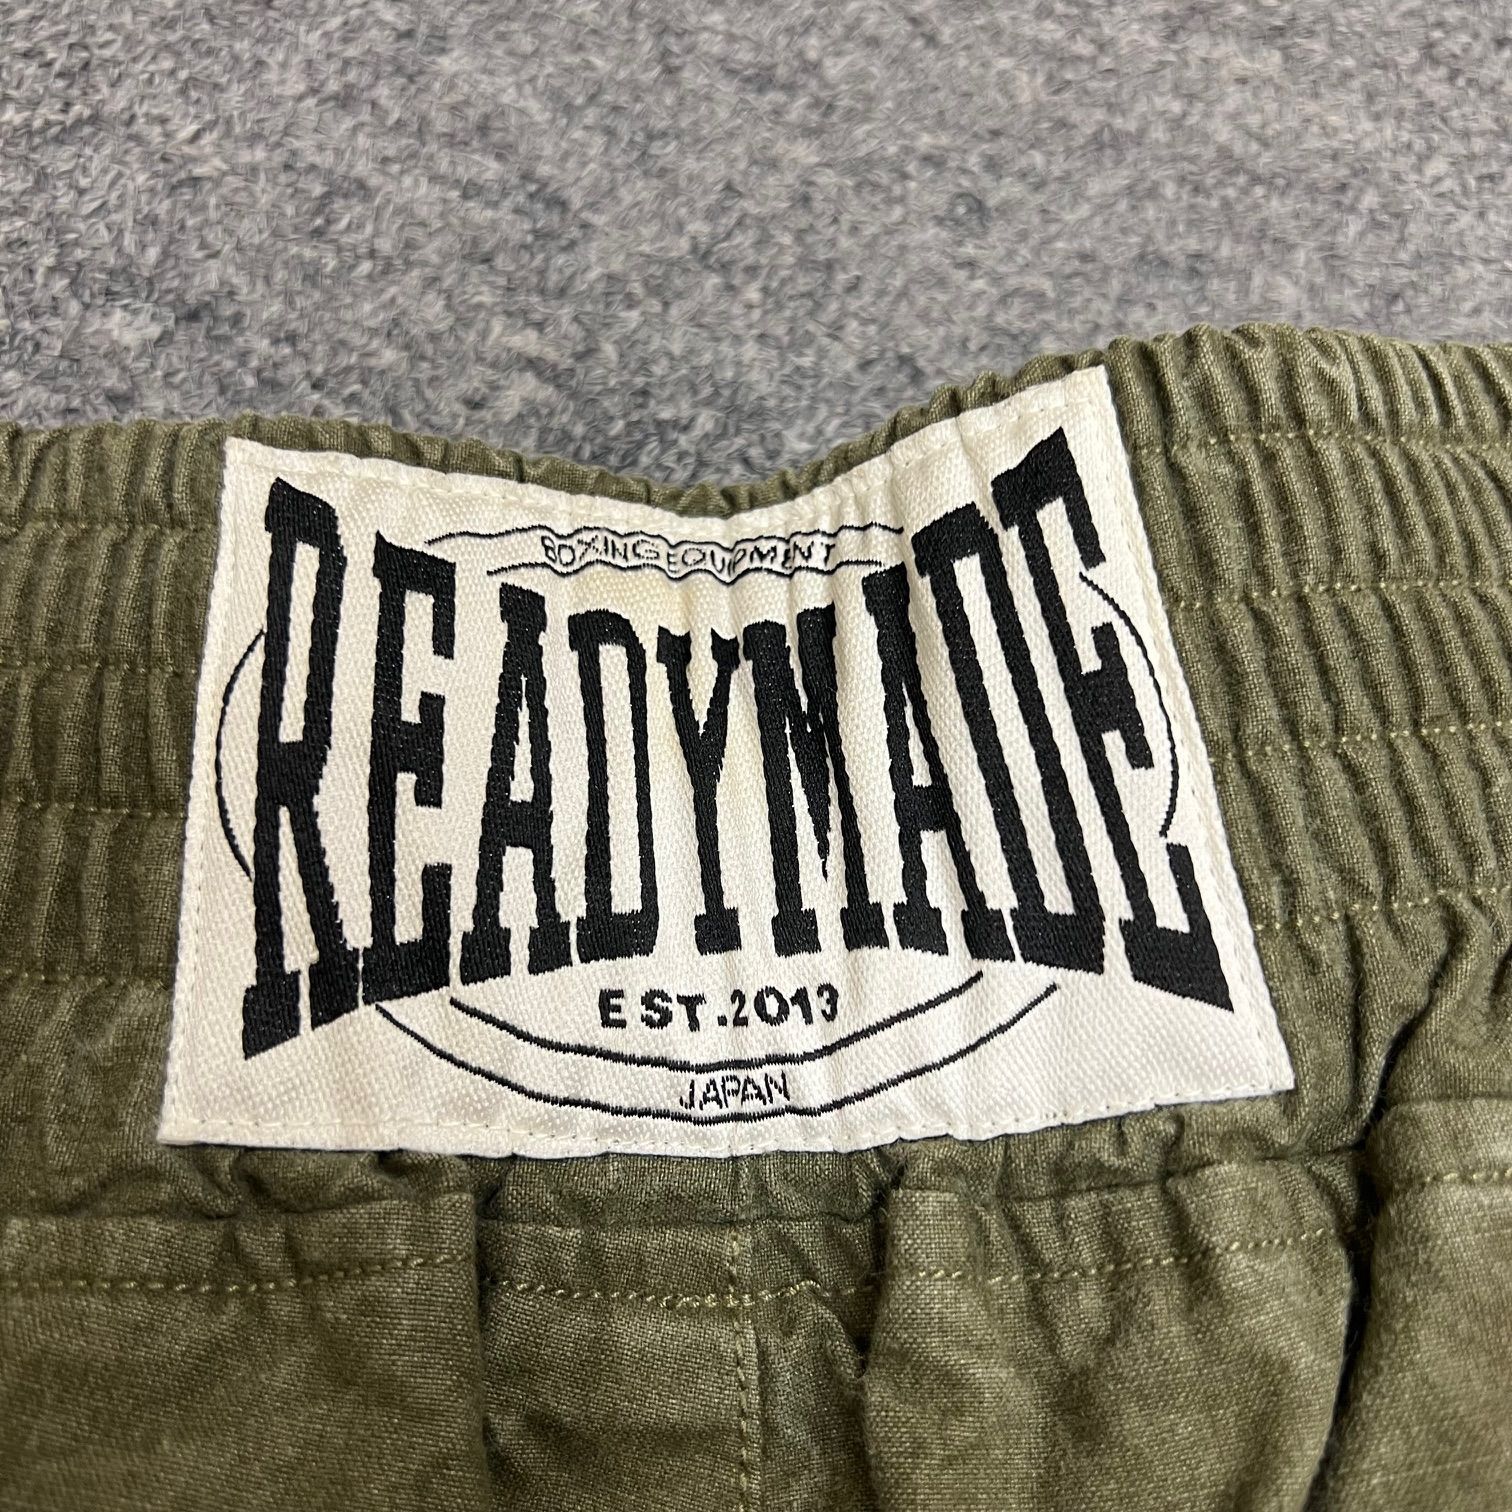 BOXING EQUIPMENT
READYMADE
EST.2013
JAPAN